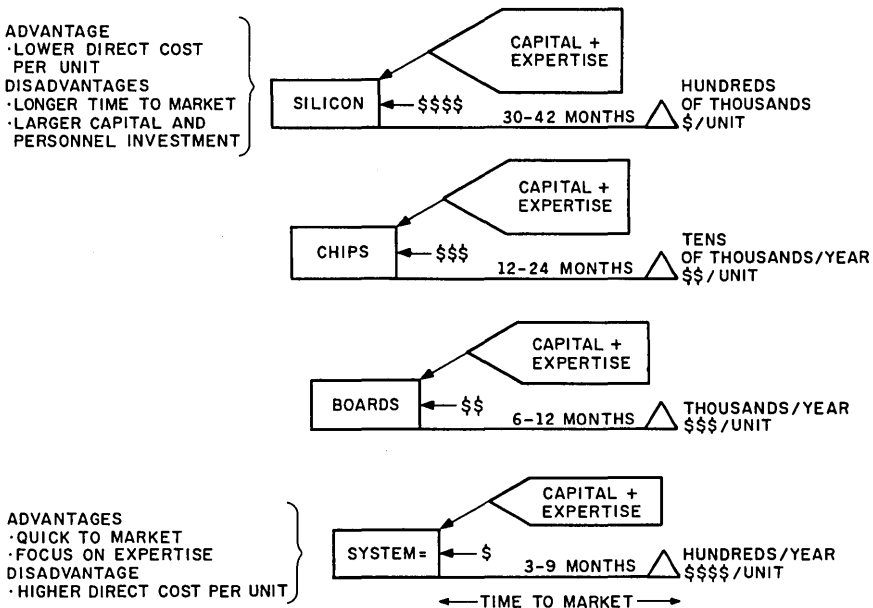 ADVANTAGE
·LOWER DIRECT COST
PER UNIT
DISADVANTAGES
·LONGER TIME TO MARKET
·LARGER CAPITAL AND
PERSONNEL INVESTMENT
CAPITAL +
EXPERTISE
SILICON
$$$$
30-42 MONTHS
HUNDREDS
OF THOUSANDS
$/UNIT
CAPITAL +
EXPERTISE
CHIPS
$$$
12-24 MONTHS
TENS
OF THOUSANDS/YEAR
$$/UNIT
CAPITAL +
EXPERTISE
BOARDS
$$
6-12 MONTHS
THOUSANDS/YEAR
$$$/UNIT
ADVANTAGES
·QUICK TO MARKET
·FOCUS ON EXPERTISE
DISADVANTAGE
·HIGHER DIRECT COST PER UNIT
CAPITAL +
EXPERTISE
SYSTEM=
$
3-9 MONTHS
HUNDREDS/YEAR
$$$$/UNIT
TIME TO MARKET